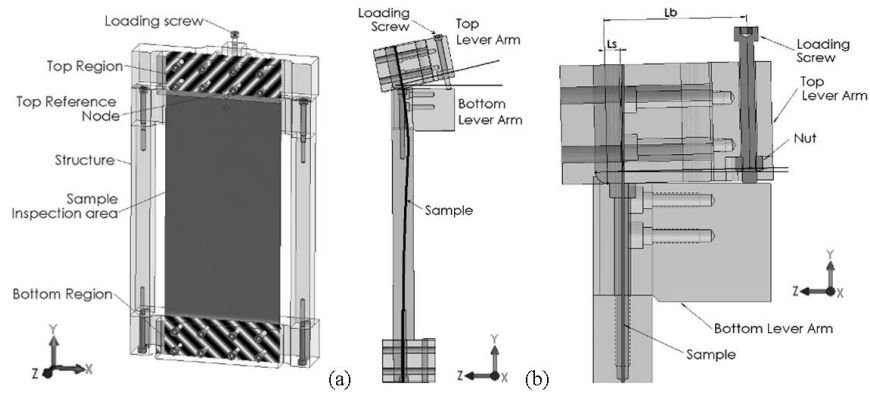 Loading screw
Top Region
Top Reference
Node
Structure
Sample
Inspection area
Bottom Region
Y
X
Z
(a)
Loading
Screw
Top
Lever Arm
Bottom
Lever Arm
Sample
Y
Z
X
(b)
Lb
Ls
Loading
Screw
Top
Lever Arm
Nut
Y
Z
X
Bottom Lever Arm
Sample